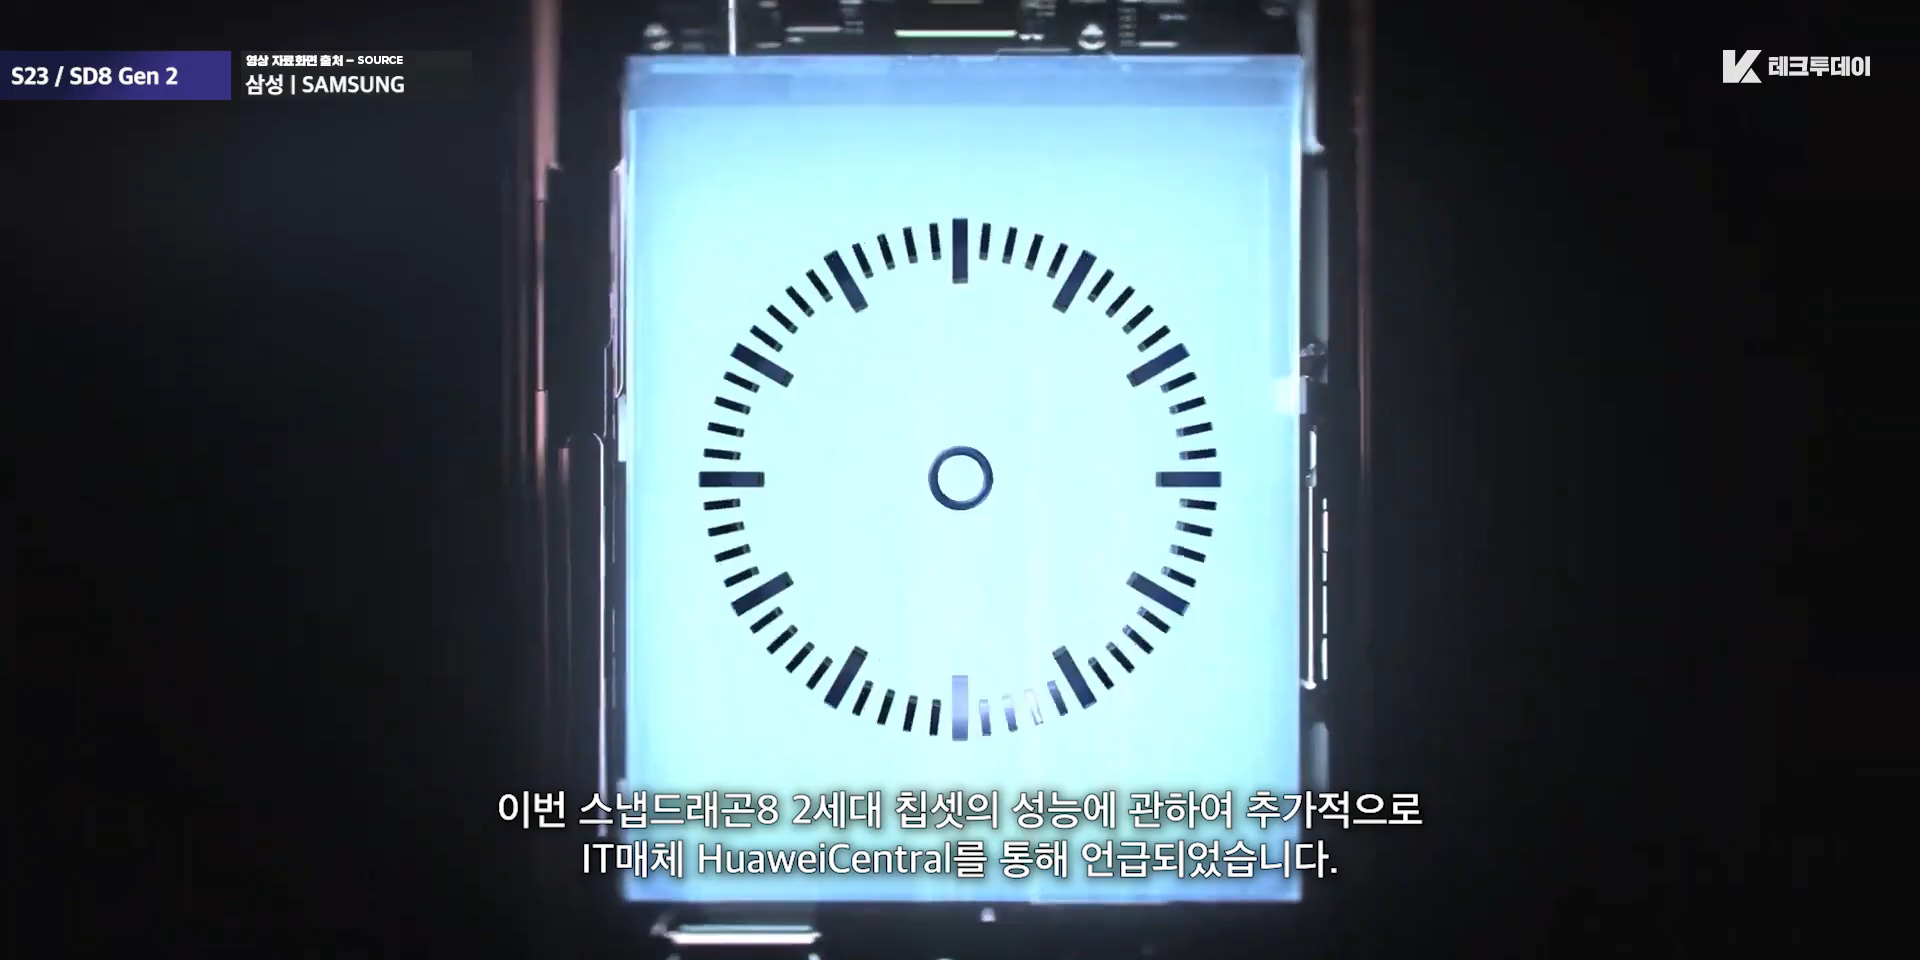 S23 / SD8 Gen 2
영상 자료화면 출처 – SOURCE
삼성 | SAMSUNG
테크투데이
이번 스냅드래곤8 2세대 칩셋의 성능에 관하여 추가적으로
IT매체 HuaweiCentral를 통해 언급되었습니다.